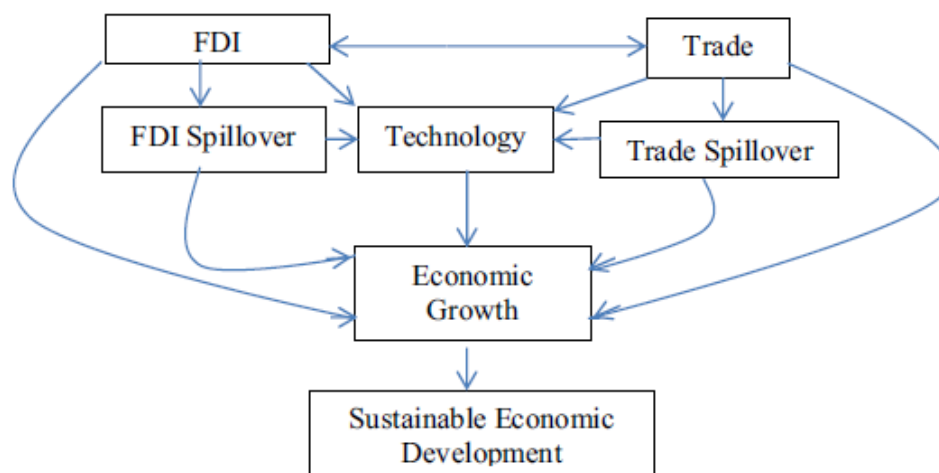 FDI
Trade
FDI Spillover
Technology
Trade Spillover
Economic
Growth
Sustainable Economic
Development